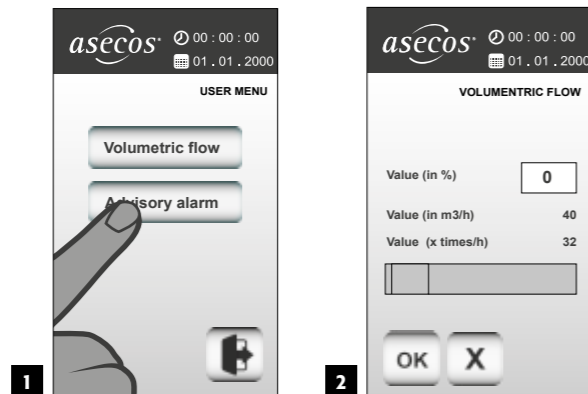 asecos
00 : 00 : 00
01 . 01 . 2000
USER MENU
Volumetric flow
Advisory alarm
1
asecos
00 : 00 : 00
01 . 01 . 2000
VOLUMENTRIC FLOW
Value (in %) 0
Value (in m3/h) 40
Value (x times/h) 32
OK X
2